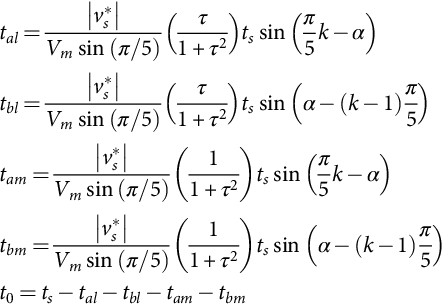 t_{al} = \frac{|v_s^*|}{V_m \sin(\pi/5)} \left( \frac{\tau}{1+\tau^2} \right) t_s \sin \left( \frac{\pi}{5} k - \alpha \right)
t_{bl} = \frac{|v_s^*|}{V_m \sin(\pi/5)} \left( \frac{\tau}{1+\tau^2} \right) t_s \sin \left( \alpha - (k-1) \frac{\pi}{5} \right)
t_{am} = \frac{|v_s^*|}{V_m \sin(\pi/5)} \left( \frac{1}{1+\tau^2} \right) t_s \sin \left( \frac{\pi}{5} k - \alpha \right)
t_{bm} = \frac{|v_s^*|}{V_m \sin(\pi/5)} \left( \frac{1}{1+\tau^2} \right) t_s \sin \left( \alpha - (k-1) \frac{\pi}{5} \right)
t_0 = t_s - t_{al} - t_{bl} - t_{am} - t_{bm}